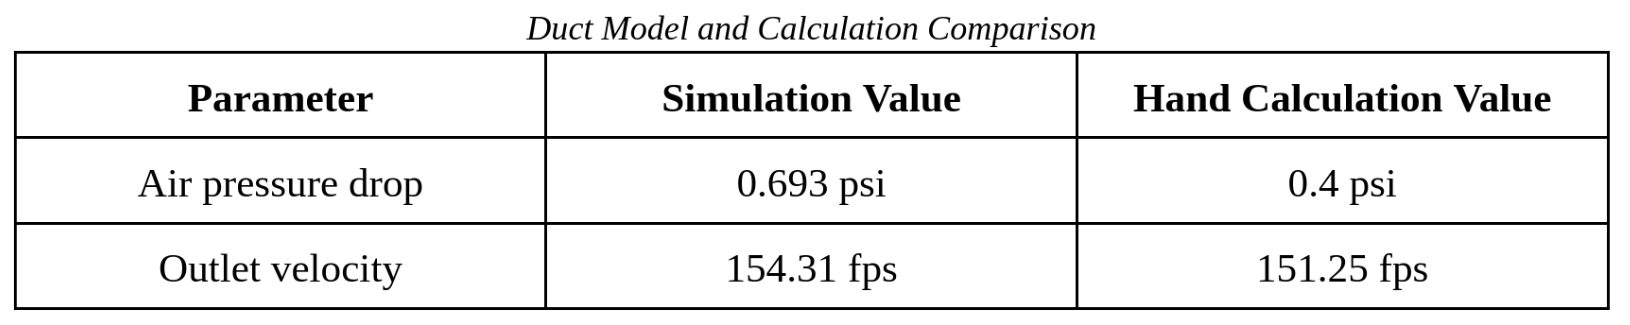 Duct Model and Calculation Comparison
Parameter Simulation Value Hand Calculation Value
Air pressure drop 0.693 psi 0.4 psi
Outlet velocity 154.31 fps 151.25 fps